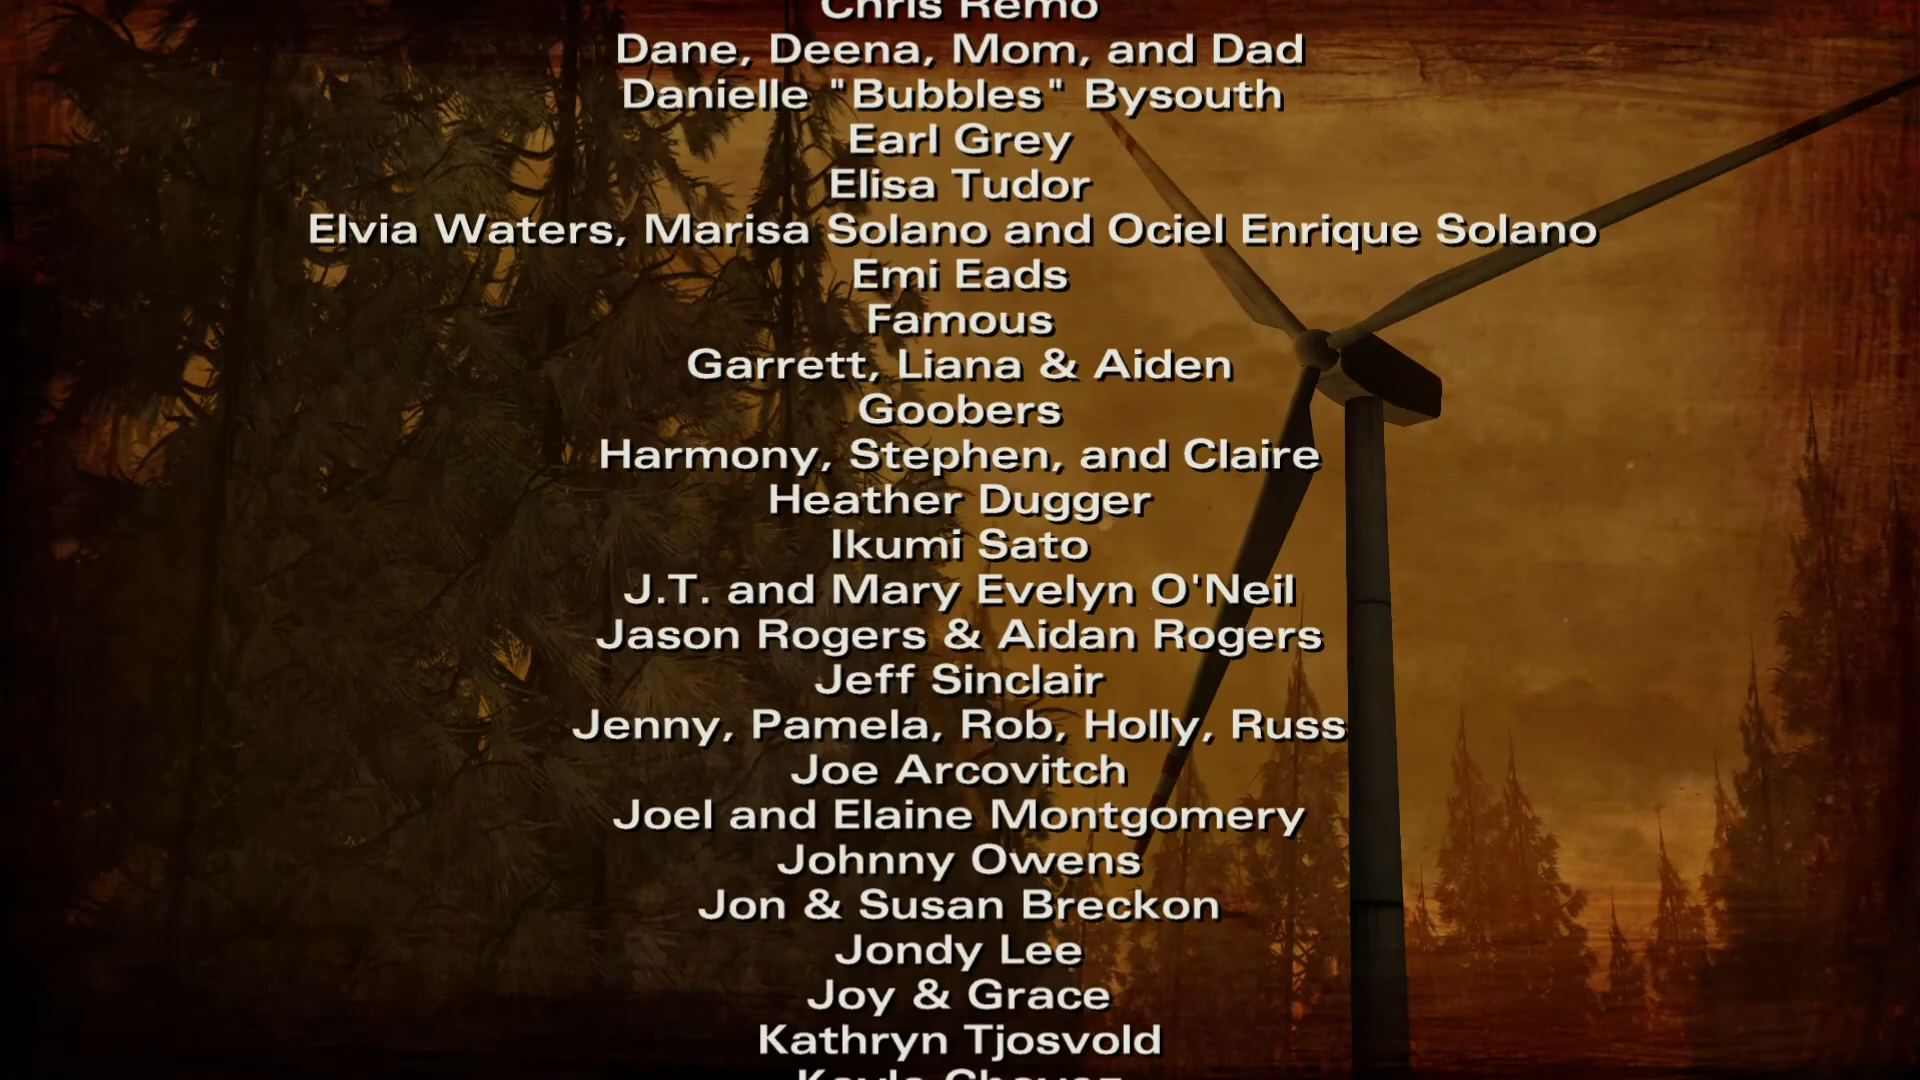 Chris Remo
Dane, Deena, Mom, and Dad
Danielle "Bubbles" Bysouth
Earl Grey
Elisa Tudor
Elvia Waters, Marisa Solano and Ociel Enrique Solano
Emi Eads
Famous
Garrett, Liana & Aiden
Goobers
Harmony, Stephen, and Claire
Heather Dugger
Ikumi Sato
J.T. and Mary Evelyn O'Neil
Jason Rogers & Aidan Rogers
Jeff Sinclair
Jenny, Pamela, Rob, Holly, Russ
Joe Arcovitch
Joel and Elaine Montgomery
Johnny Owens
Jon & Susan Breckon
Jondy Lee
Joy & Grace
Kathryn Tjosvold